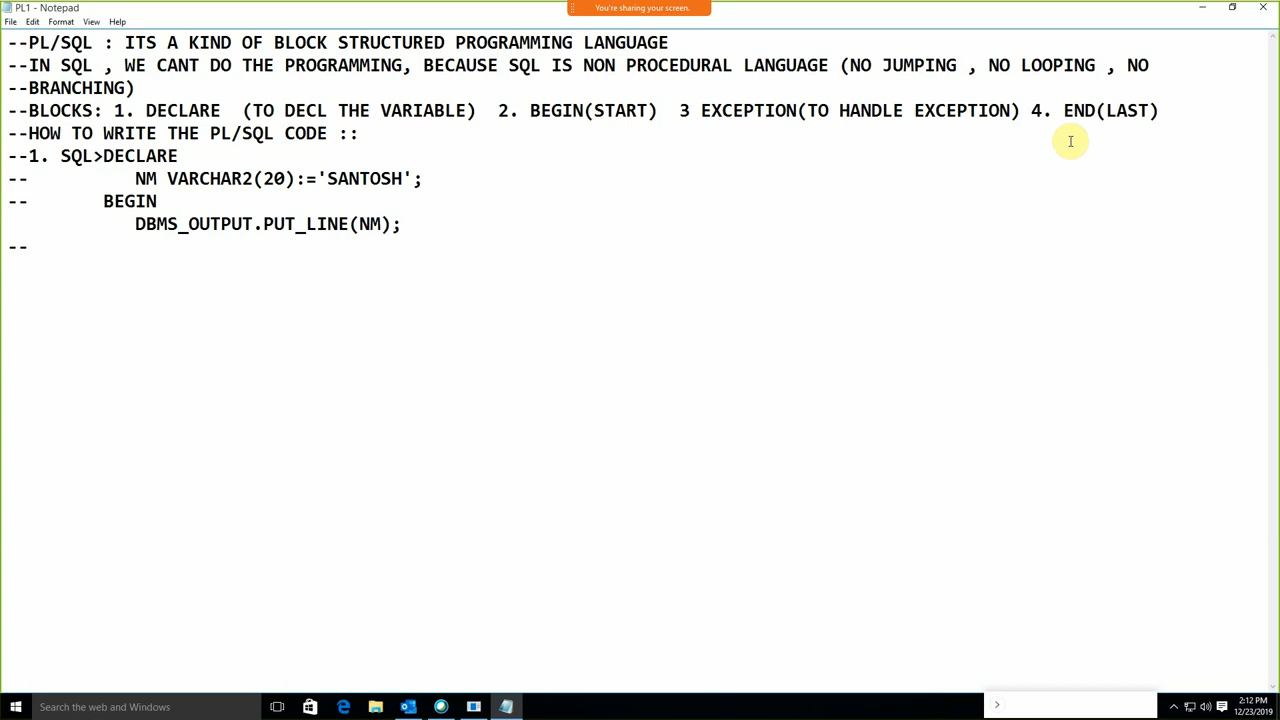 PL1 - Notepad
You're sharing your screen.
File Edit Format View Help
--PL/SQL : ITS A KIND OF BLOCK STRUCTURED PROGRAMMING LANGUAGE
--IN SQL , WE CANT DO THE PROGRAMMING, BECAUSE SQL IS NON PROCEDURAL LANGUAGE (NO JUMPING , NO LOOPING , NO
--BRANCHING)
--BLOCKS: 1. DECLARE  (TO DECL THE VARIABLE)  2. BEGIN(START)  3 EXCEPTION(TO HANDLE EXCEPTION) 4. END(LAST)
--HOW TO WRITE THE PL/SQL CODE ::
--1. SQL>DECLARE
--          NM VARCHAR2(20):='SANTOSH';
--       BEGIN
          DBMS_OUTPUT.PUT_LINE(NM);
--
Search the web and Windows
2:12 PM
12/23/2019